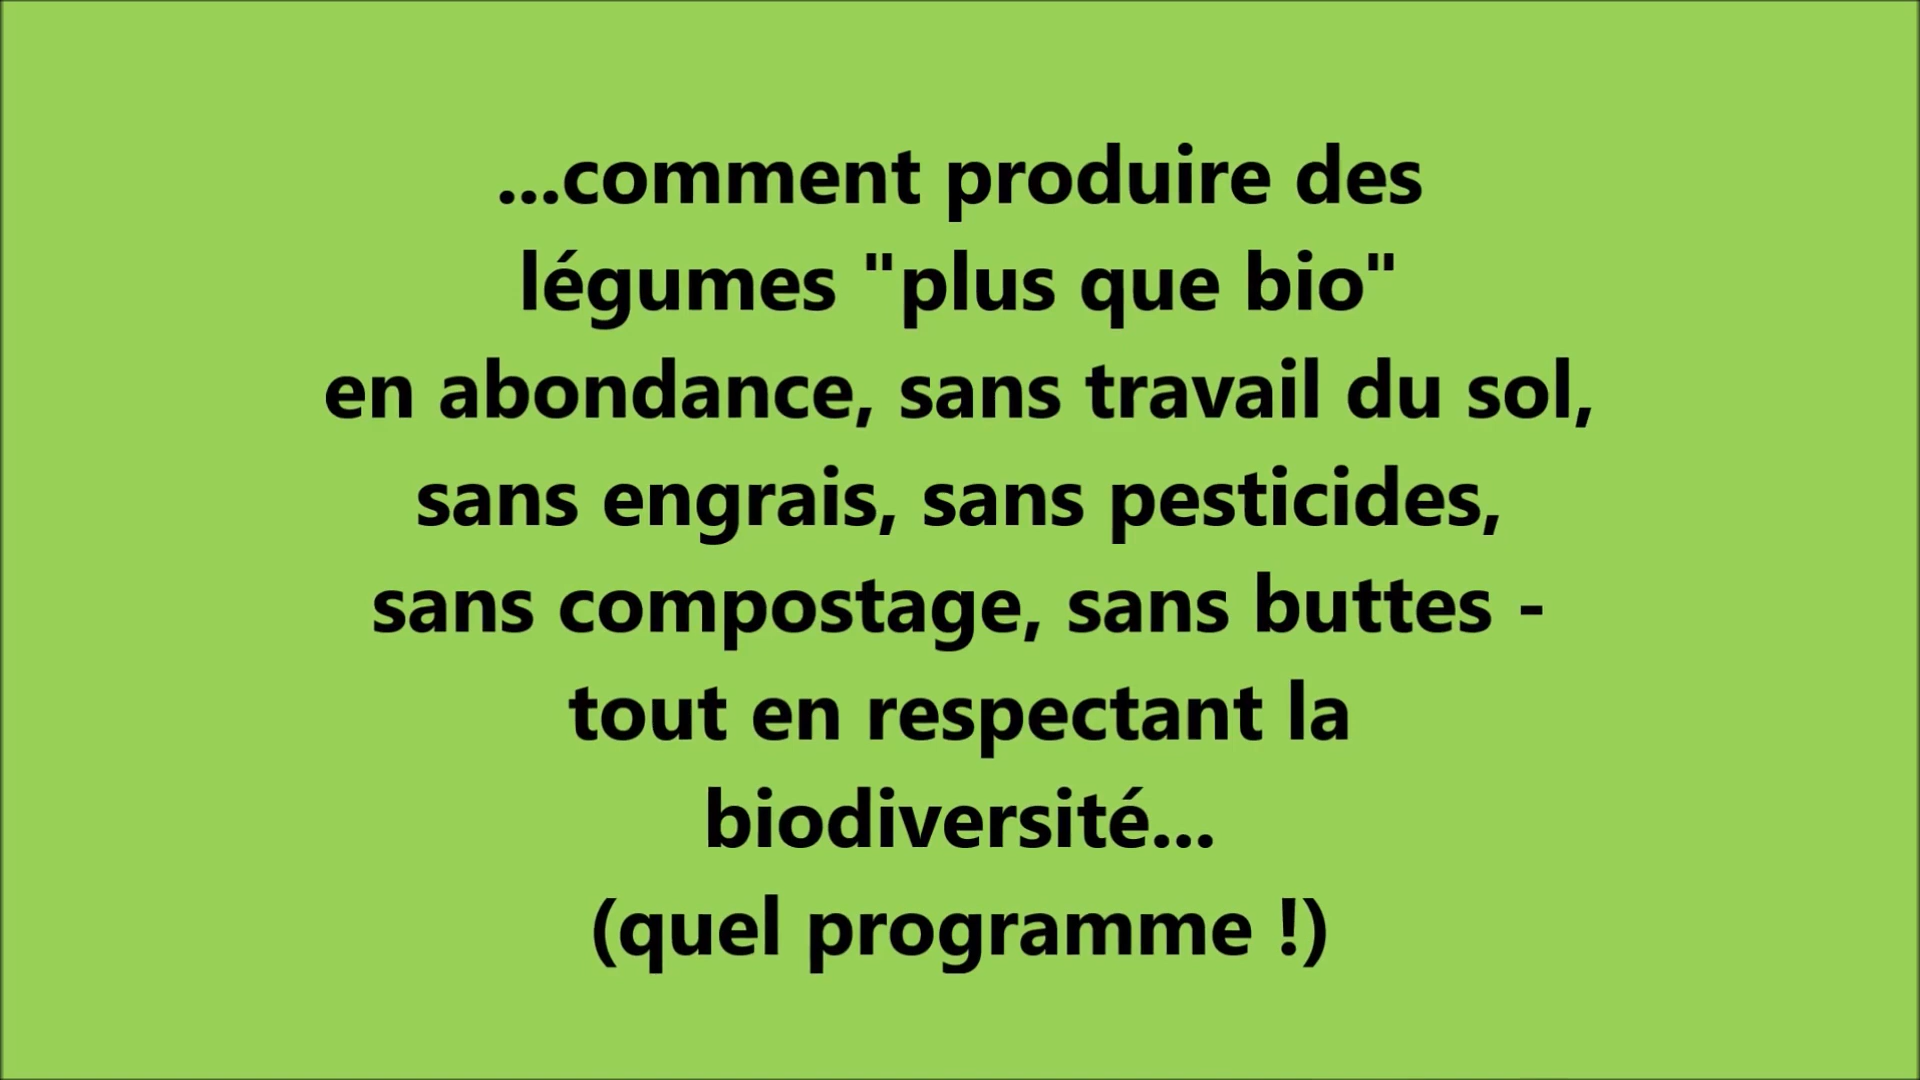 ...comment produire des
légumes "plus que bio"
en abondance, sans travail du sol,
sans engrais, sans pesticides,
sans compostage, sans buttes -
tout en respectant la
biodiversité...
(quel programme !)